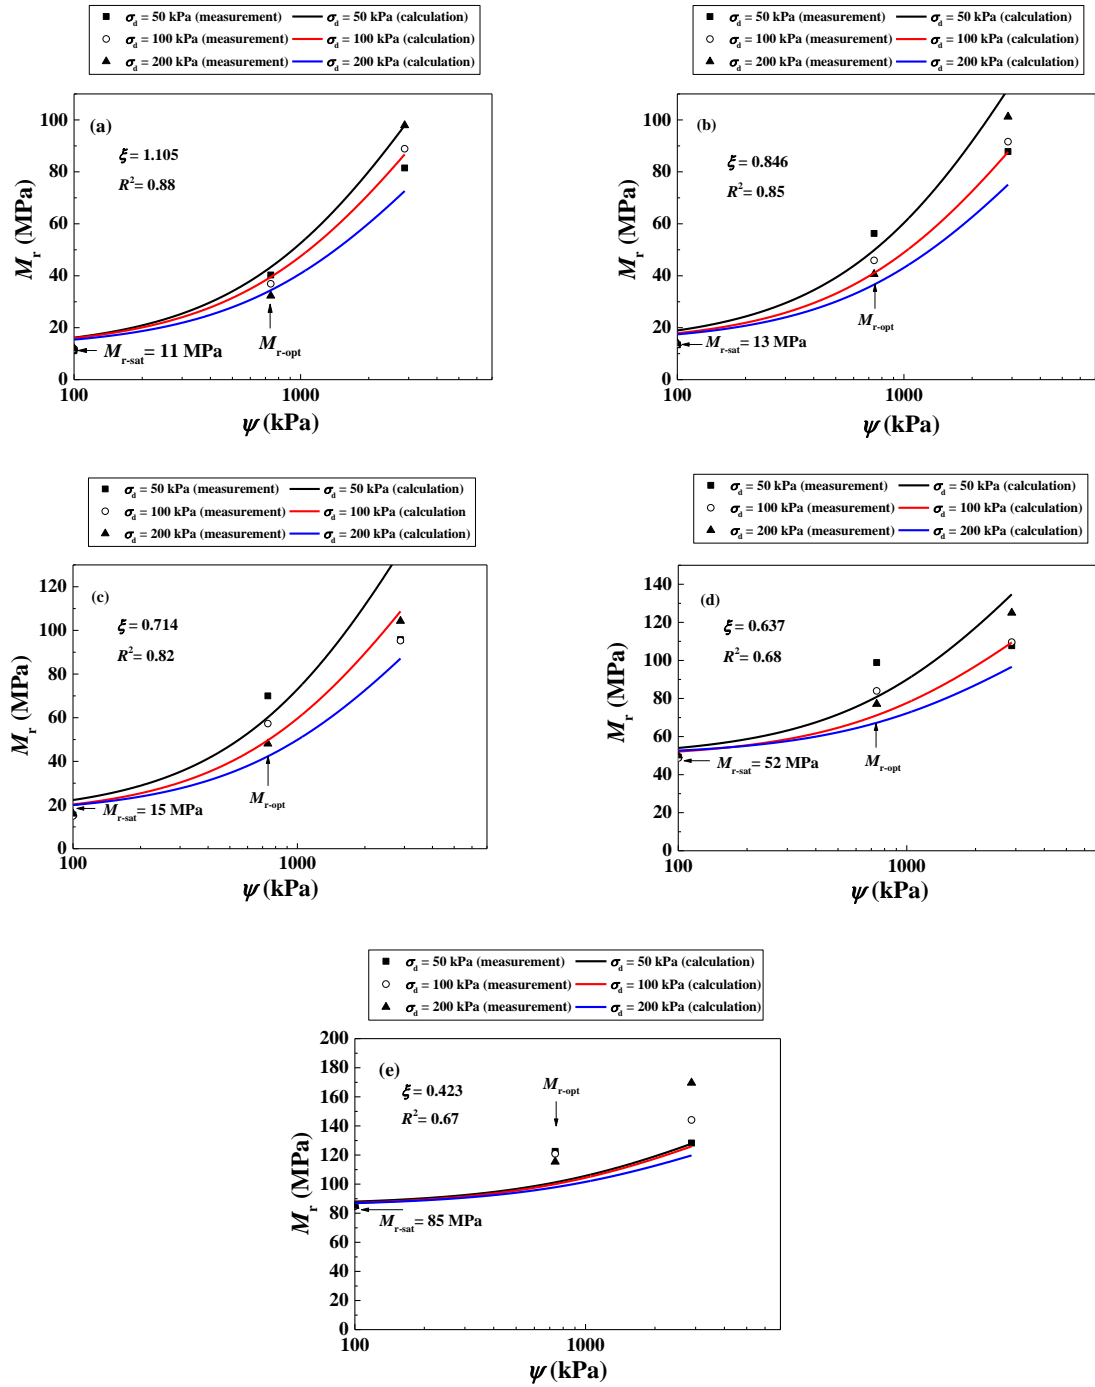 σd = 50 kPa (measurement) σd = 50 kPa (calculation)
σd = 100 kPa (measurement) σd = 100 kPa (calculation)
σd = 200 kPa (measurement) σd = 200 kPa (calculation)
(a)
ξ = 1.105
R² = 0.88
Mr (MPa)
100
80
60
40
20
0
Mr-sat = 11 MPa
Mr-opt
100 1000
ψ (kPa)
σd = 50 kPa (measurement) σd = 50 kPa (calculation)
σd = 100 kPa (measurement) σd = 100 kPa (calculation)
σd = 200 kPa (measurement) σd = 200 kPa (calculation)
(b)
ξ = 0.846
R² = 0.85
Mr (MPa)
100
80
60
40
20
0
Mr-opt
Mr-sat = 13 MPa
100 1000
ψ (kPa)
σd = 50 kPa (measurement) σd = 50 kPa (calculation)
σd = 100 kPa (measurement) σd = 100 kPa (calculation
σd = 200 kPa (measurement) σd = 200 kPa (calculation)
(c)
ξ = 0.714
R² = 0.82
Mr (MPa)
120
100
80
60
40
20
0
Mr-opt
Mr-sat = 15 MPa
100 1000
ψ (kPa)
σd = 50 kPa (measurement) σd = 50 kPa (calculation)
σd = 100 kPa (measurement) σd = 100 kPa (calculation)
σd = 200 kPa (measurement) σd = 200 kPa (calculation)
(d)
ξ = 0.637
R² = 0.68
Mr (MPa)
140
120
100
80
60
40
20
0
Mr-sat = 52 MPa
Mr-opt
100 1000
ψ (kPa)
σd = 50 kPa (measurement) σd = 50 kPa (calculation)
σd = 100 kPa (measurement) σd = 100 kPa (calculation)
σd = 200 kPa (measurement) σd = 200 kPa (calculation)
(e)
ξ = 0.423
R² = 0.67
Mr-opt
Mr (MPa)
200
180
160
140
120
100
80
60
40
20
0
Mr-sat = 85 MPa
100 1000
ψ (kPa)